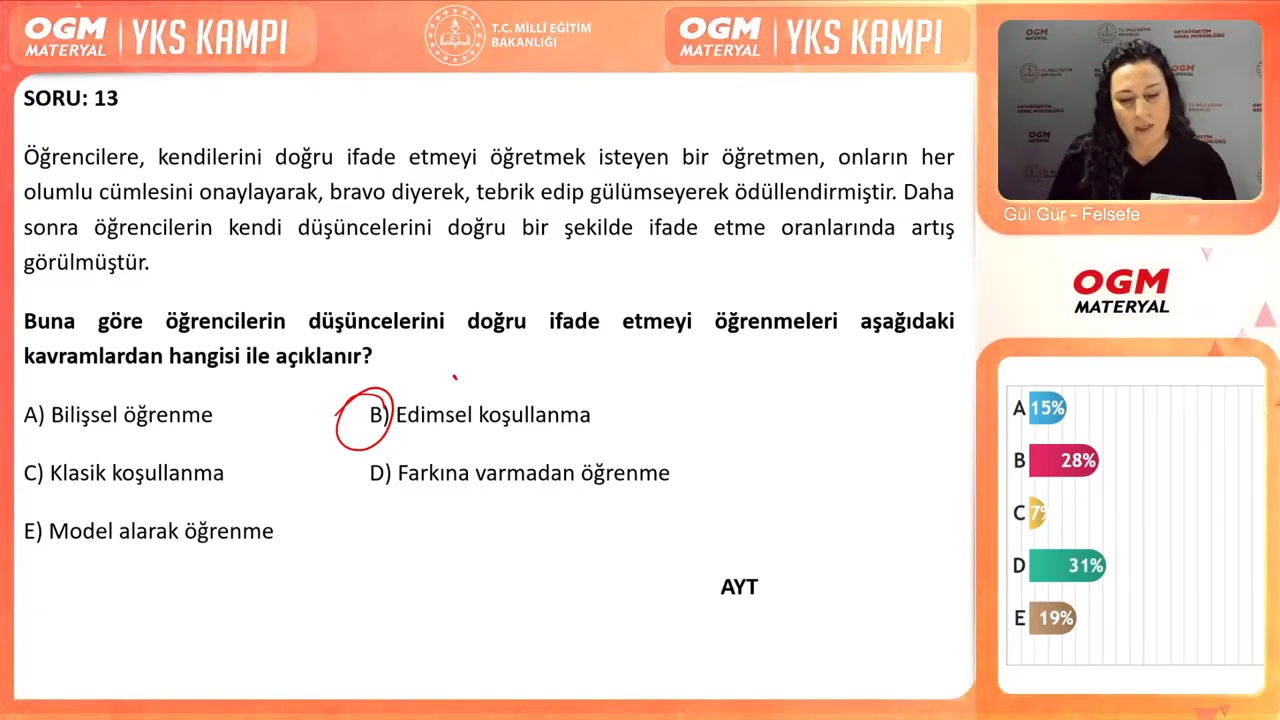 OGM MATERYAL YKS KAMPI
T.C. MİLLÎ EĞİTİM BAKANLIĞI
OGM MATERYAL YKS KAMPI
SORU: 13
Öğrencilere, kendilerini doğru ifade etmeyi öğretmek isteyen bir öğretmen, onların her
olumlu cümlesini onaylayarak, bravo diyerek, tebrik edip gülümseyerek ödüllendirmiştir. Daha
sonra öğrencilerin kendi düşüncelerini doğru bir şekilde ifade etme oranlarında artış
görülmüştür.
Buna göre öğrencilerin düşüncelerini doğru ifade etmeyi öğrenmeleri aşağıdaki
kavramlardan hangisi ile açıklanır?
A) Bilişsel öğrenme
B) Edimsel koşullanma
C) Klasik koşullanma
D) Farkına varmadan öğrenme
E) Model alarak öğrenme
AYT
Gül Gür - Felsefe
OGM
MATERYAL
A 15%
B 28%
C 7%
D 31%
E 19%